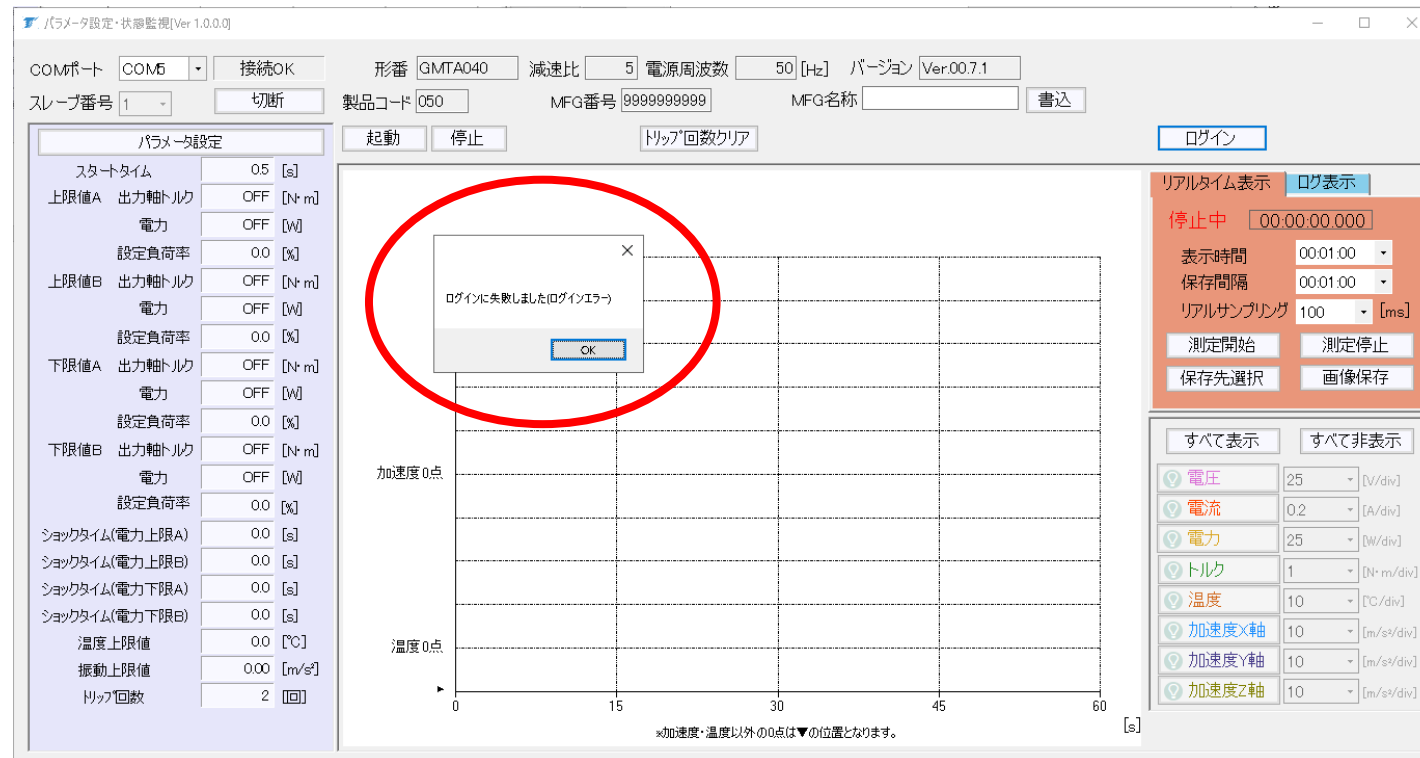 パラメータ設定・状態監視[Ver 1.0.0.0]
COMポート COM5 接続OK 形番 GMTA040 減速比 5 電源周波数 50 [Hz] バージョン Ver.00.7.1
スレーブ番号 1 切断 製品コード 050 MFG番号 9999999999 MFG名称 書込
パラメータ設定 起動 停止 トリップ回数クリア ログイン
スタートタイム 0.5 [s]
上限値A 出力軸トルク OFF [N・m]
電力 OFF [W]
設定負荷率 0.0 [%]
上限値B 出力軸トルク OFF [N・m]
電力 OFF [W]
設定負荷率 0.0 [%]
下限値A 出力軸トルク OFF [N・m]
電力 OFF [W]
設定負荷率 0.0 [%]
下限値B 出力軸トルク OFF [N・m]
電力 OFF [W]
設定負荷率 0.0 [%]
ショックタイム(電力上限A) 0.0 [s]
ショックタイム(電力上限B) 0.0 [s]
ショックタイム(電力下限A) 0.0 [s]
ショックタイム(電力下限B) 0.0 [s]
温度上限値 0.0 [℃]
振動上限値 0.00 [m/s²]
トリップ回数 2 [回]
ログインに失敗しました(ログインエラー)
OK
加速度0点
温度0点
0 15 30 45 60
[s]
※加速度・温度以外の0点は▼の位置となります。
リアルタイム表示 ログ表示
停止中 00:00:00.000
表示時間 00:01:00
保存間隔 00:01:00
リアルサンプリング 100 [ms]
測定開始 測定停止
保存先選択 画像保存
すべて表示 すべて非表示
電圧 25 [V/div]
電流 0.2 [A/div]
電力 25 [W/div]
トルク 1 [N・m/div]
温度 10 [℃/div]
加速度X軸 10 [m/s²/div]
加速度Y軸 10 [m/s²/div]
加速度Z軸 10 [m/s²/div]